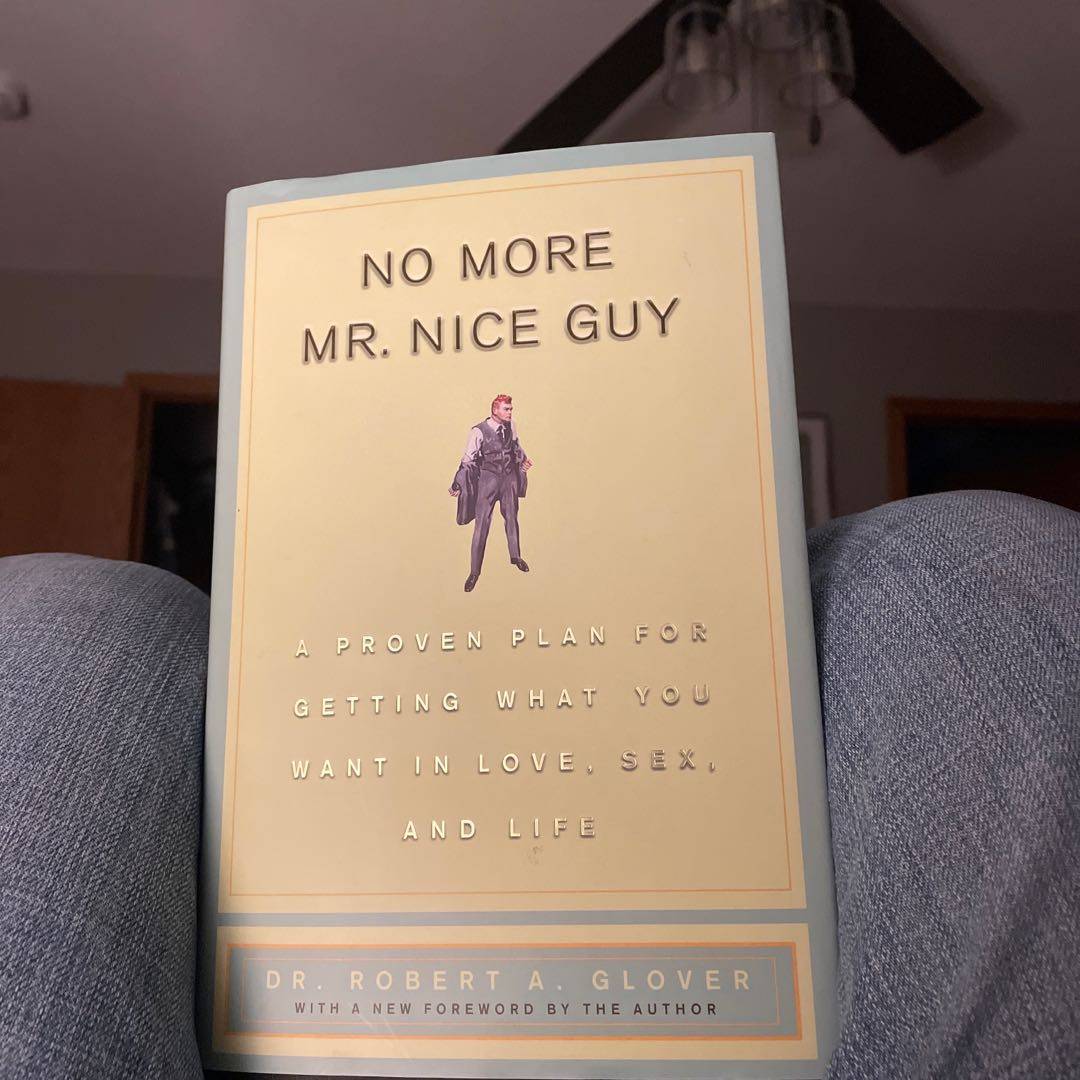 NO MORE
MR. NICE GUY
A PROVEN PLAN FOR
GETTING WHAT YOU
WANT IN LOVE, SEX,
AND LIFE
DR. ROBERT A. GLOVER
WITH A NEW FOREWORD BY THE AUTHOR